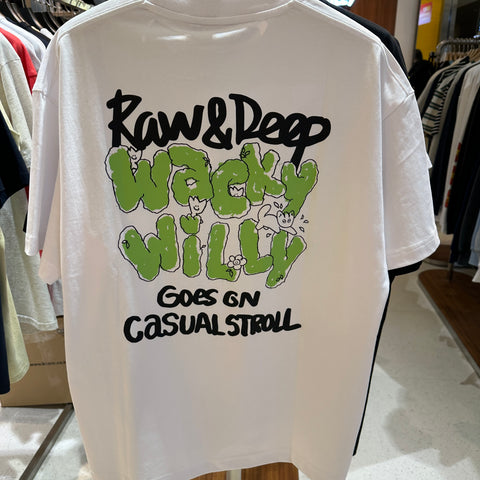 Raw & Deep
Wacky
Willy
GOES ON
CASUAL STROLL